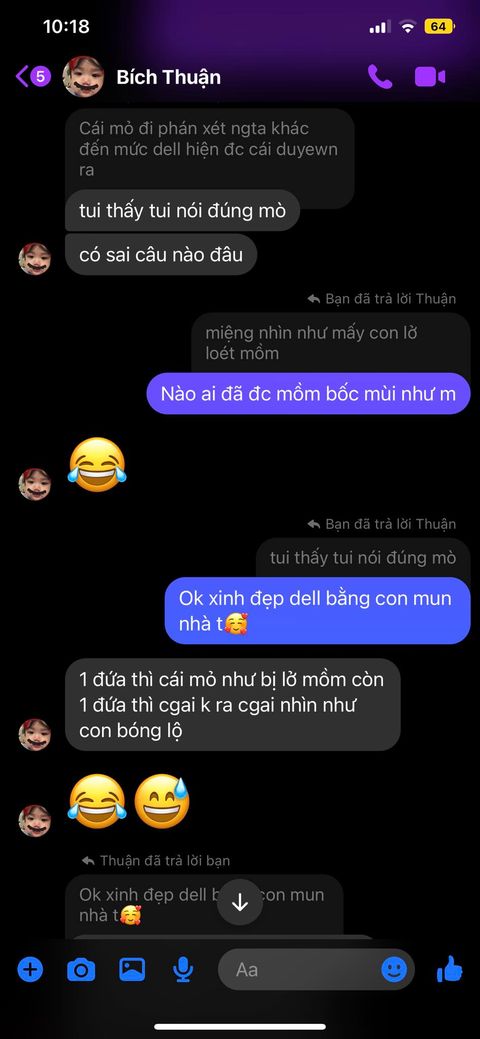 10:18
64
5
Bích Thuận
Cái mỏ đi phán xét ngta khác
đến mức dell hiện đc cái duyewn
ra
tui thấy tui nói đúng mò
có sai câu nào đâu
Bạn đã trả lời Thuận
miệng nhìn như mấy con lở
loét mồm
Nào ai đã đc mồm bốc mùi như m
😂
Bạn đã trả lời Thuận
tui thấy tui nói đúng mò
Ok xinh đẹp dell bằng con mun
nhà t🥰
1 đứa thì cái mỏ như bị lở mồm còn
1 đứa thì cgai k ra cgai nhìn như
con bóng lộ
😂😅
Thuận đã trả lời bạn
Ok xinh đẹp dell con mun
nhà t🥰
Aa